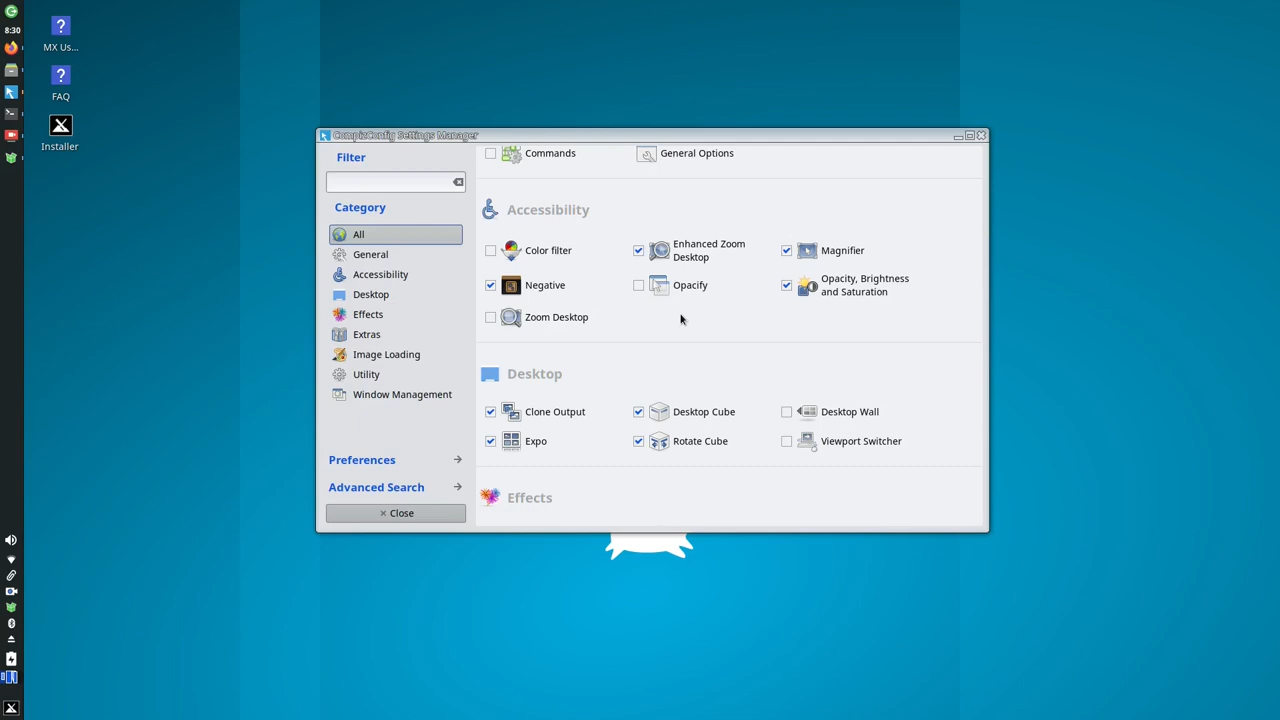 8:30
MX Us...
FAQ
Installer
CompizConfig Settings Manager
Filter
Category
All
General
Accessibility
Desktop
Effects
Extras
Image Loading
Utility
Window Management
Preferences
Advanced Search
Close
Commands
General Options
Accessibility
Color filter
Enhanced Zoom
Desktop
Magnifier
Negative
Opacify
Opacity, Brightness
and Saturation
Zoom Desktop
Desktop
Clone Output
Desktop Cube
Desktop Wall
Expo
Rotate Cube
Viewport Switcher
Effects